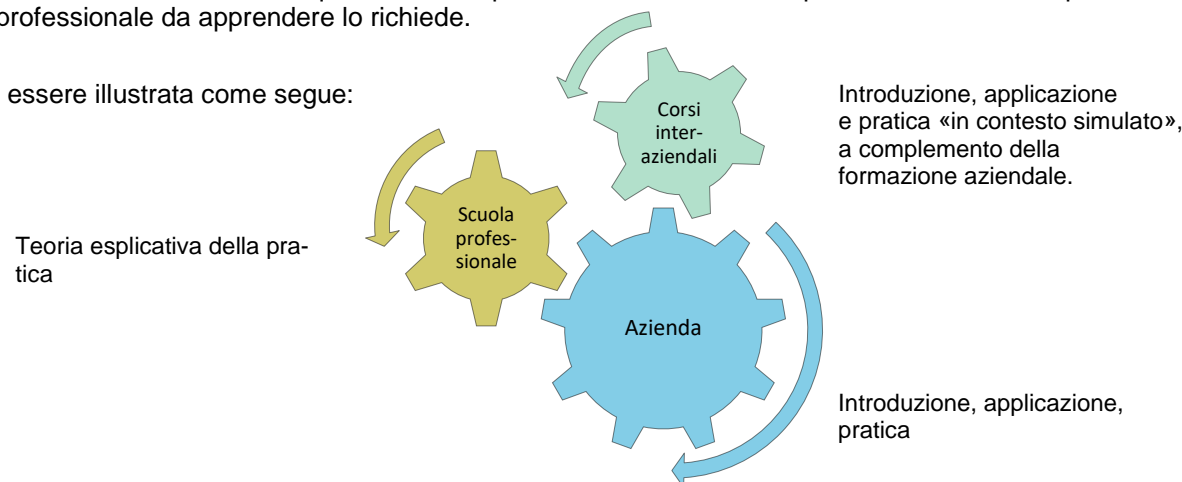 professionale da apprendere lo richiede.
essere illustrata come segue:
Corsi
inter-
aziendali
Introduzione, applicazione
e pratica «in contesto simulato»,
a complemento della
formazione aziendale.
Scuola
profes-
sionale
Teoria esplicativa della pra-
tica
Azienda
Introduzione, applicazione,
pratica